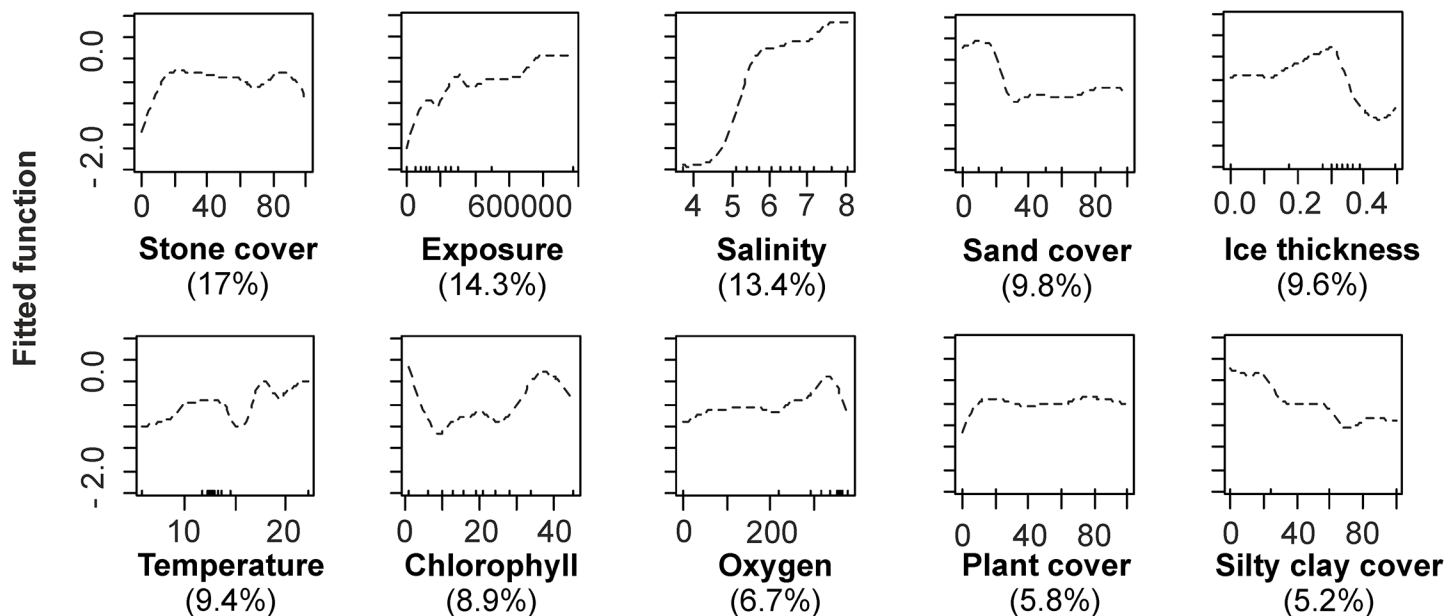 Fitted function
0.0
-2.0
0 40 80
Stone cover
(17%)
0 600000
Exposure
(14.3%)
4 5 6 7 8
Salinity
(13.4%)
0 40 80
Sand cover
(9.8%)
0.0 0.2 0.4
Ice thickness
(9.6%)
0.0
-2.0
10 20
Temperature
(9.4%)
0 20 40
Chlorophyll
(8.9%)
0 200
Oxygen
(6.7%)
0 40 80
Plant cover
(5.8%)
0 40 80
Silty clay cover
(5.2%)